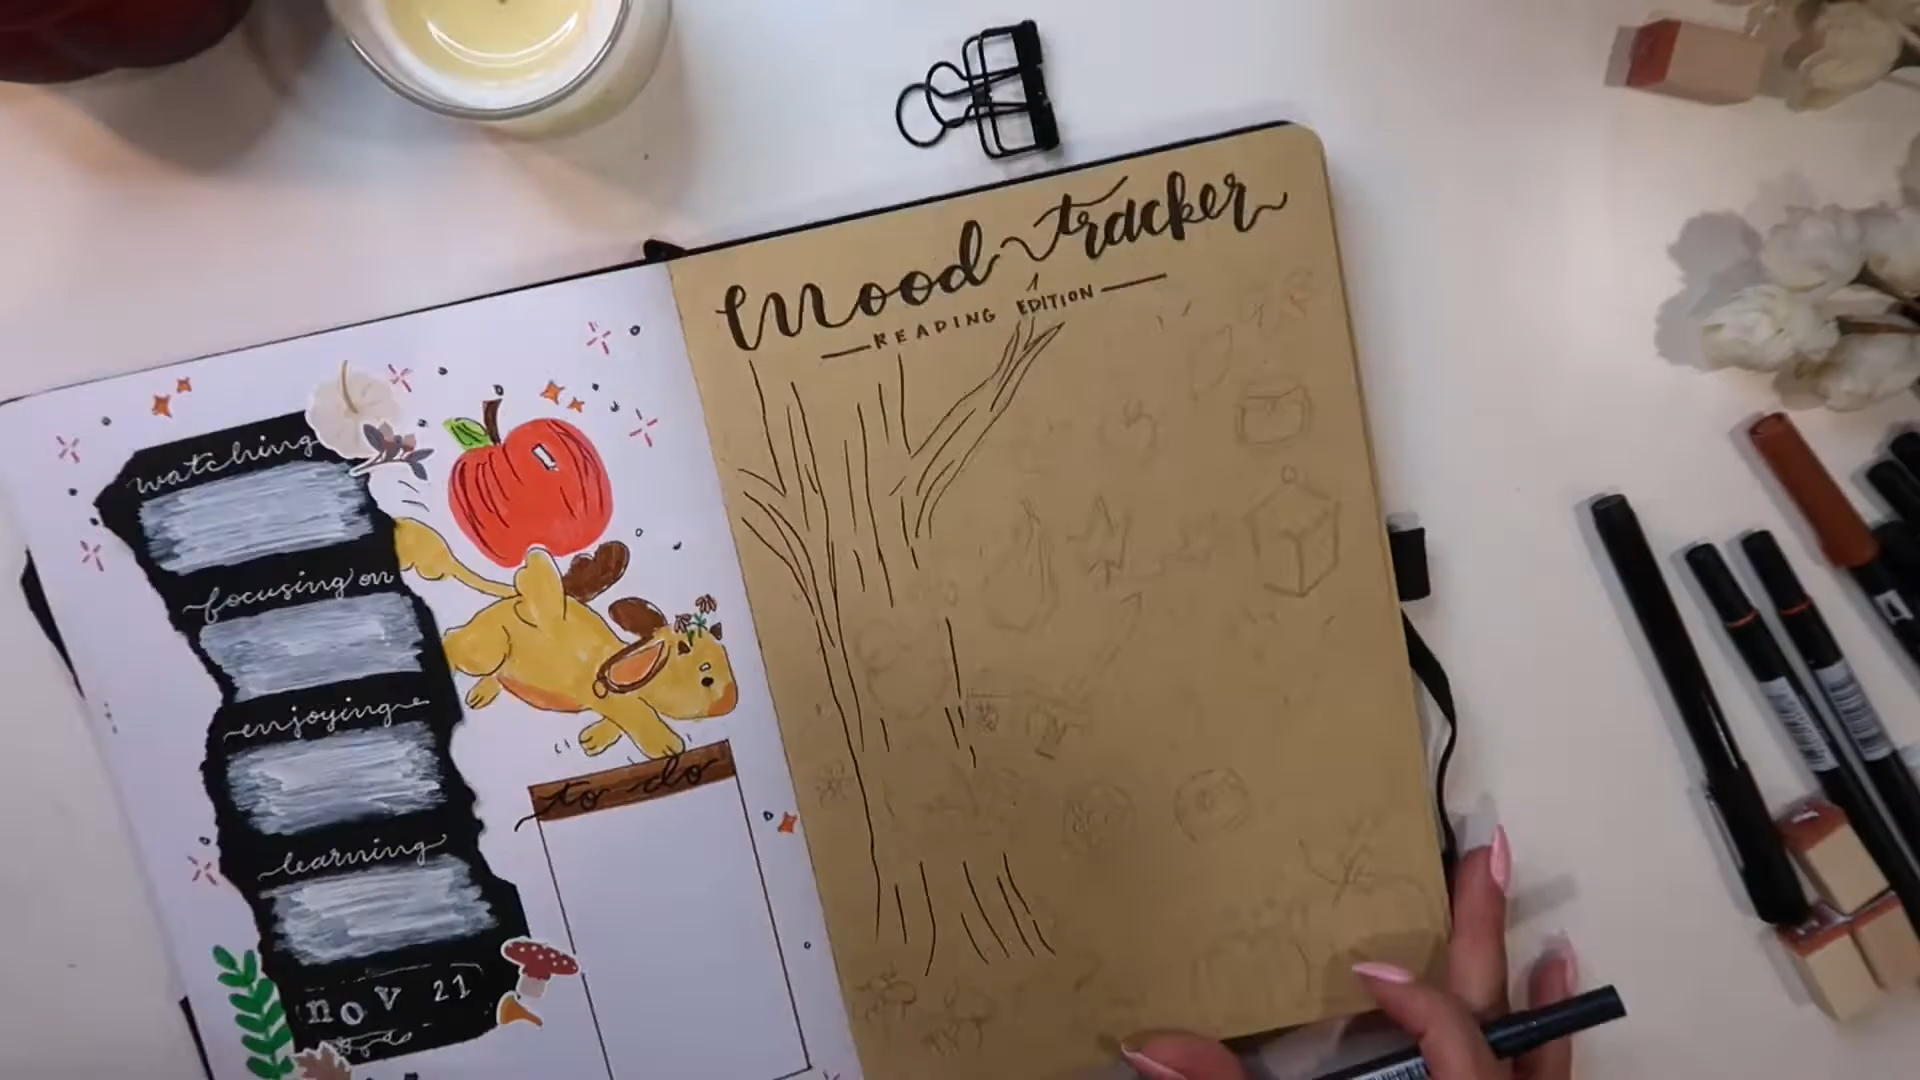 watching
focusing on
enjoying
learning
nov 21
to do
Mood tracker
READING EDITION